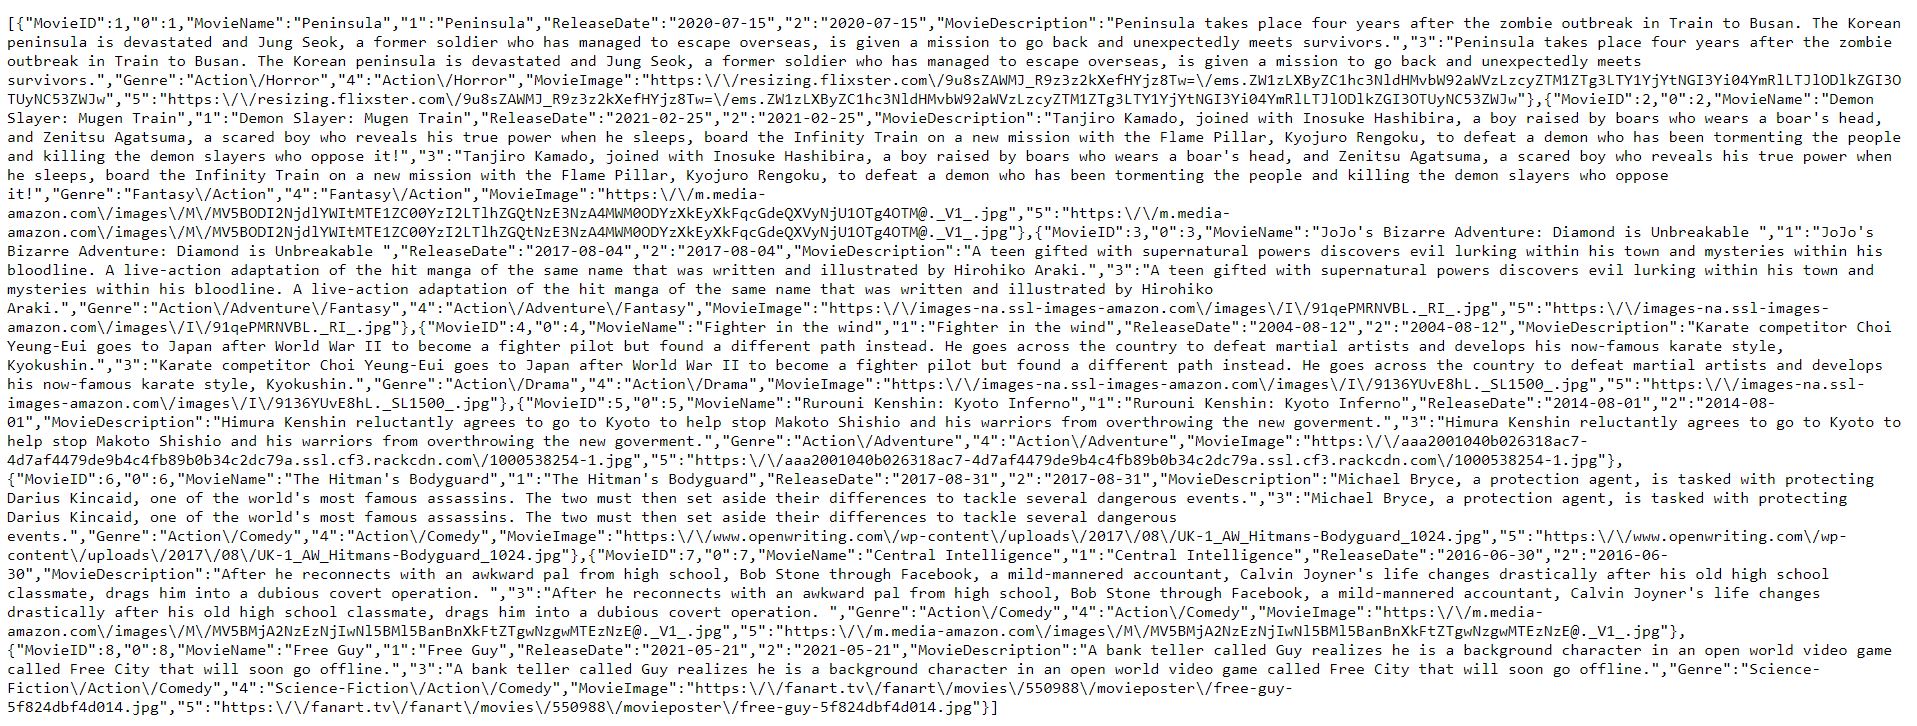 [{"MovieID":1,"0":1,"MovieName":"Peninsula","1":"Peninsula","ReleaseDate":"2020-07-15","2":"2020-07-15","MovieDescription":"Peninsula takes place four years after the zombie outbreak in Train to Busan. The Korean
peninsula is devastated and Jung Seok, a former soldier who has managed to escape overseas, is given a mission to go back and unexpectedly meets survivors.","3":"Peninsula takes place four years after the zombie
outbreak in Train to Busan. The Korean peninsula is devastated and Jung Seok, a former soldier who has managed to escape overseas, is given a mission to go back and unexpectedly meets
survivors.","Genre":"Action\/Horror","4":"Action\/Horror","MovieImage":"https:\/\/resizing.flixster.com\/9u8sZAWMJ_R9z3z2kXefHYjz8Tw=\/ems.ZW1zLXByZC1hc3NldHMvbW92aWVzLzcyZTM1ZTg3LTY1YjYtNGI3Yi04YmRlLTJlODlkZGI3O
TUyNC53ZWJw","5":"https:\/\/resizing.flixster.com\/9u8sZAWMJ_R9z3z2kXefHYjz8Tw=\/ems.ZW1zLXByZC1hc3NldHMvbW92aWVzLzcyZTM1ZTg3LTY1YjYtNGI3Yi04YmRlLTJlODlkZGI3OTUyNC53ZWJw"},{"MovieID":2,"0":2,"MovieName":"Demon
Slayer: Mugen Train","1":"Demon Slayer: Mugen Train","ReleaseDate":"2021-02-25","2":"2021-02-25","MovieDescription":"Tanjiro Kamado, joined with Inosuke Hashibira, a boy raised by boars who wears a boar's head,
and Zenitsu Agatsuma, a scared boy who reveals his true power when he sleeps, board the Infinity Train on a new mission with the Flame Pillar, Kyojuro Rengoku, to defeat a demon who has been tormenting the people
and killing the demon slayers who oppose it!","3":"Tanjiro Kamado, joined with Inosuke Hashibira, a boy raised by boars who wears a boar's head, and Zenitsu Agatsuma, a scared boy who reveals his true power when
he sleeps, board the Infinity Train on a new mission with the Flame Pillar, Kyojuro Rengoku, to defeat a demon who has been tormenting the people and killing the demon slayers who oppose
it!","Genre":"Fantasy\/Action","4":"Fantasy\/Action","MovieImage":"https:\/\/m.media-
amazon.com\/images\/M\/MV5BODI2NjdlYWItMTE1ZC00YzI2LTlhZGQtNzE3NzA4MWM0ODYzXkEyXkFqcGdeQXVyNjU1OTg4OTM@._V1_.jpg","5":"https:\/\/m.media-
amazon.com\/images\/M\/MV5BODI2NjdlYWItMTE1ZC00YzI2LTlhZGQtNzE3NzA4MWM0ODYzXkEyXkFqcGdeQXVyNjU1OTg4OTM@._V1_.jpg"},{"MovieID":3,"0":3,"MovieName":"JoJo's Bizarre Adventure: Diamond is Unbreakable ","1":"JoJo's
Bizarre Adventure: Diamond is Unbreakable ","ReleaseDate":"2017-08-04","2":"2017-08-04","MovieDescription":"A teen gifted with supernatural powers discovers evil lurking within his town and mysteries within his
bloodline. A live-action adaptation of the hit manga of the same name that was written and illustrated by Hirohiko Araki.","3":"A teen gifted with supernatural powers discovers evil lurking within his town and
mysteries within his bloodline. A live-action adaptation of the hit manga of the same name that was written and illustrated by Hirohiko
Araki.","Genre":"Action\/Adventure\/Fantasy","4":"Action\/Adventure\/Fantasy","MovieImage":"https:\/\/images-na.ssl-images-amazon.com\/images\/I\/91qePMRNVBL._RI_.jpg","5":"https:\/\/images-na.ssl-images-
amazon.com\/images\/I\/91qePMRNVBL._RI_.jpg"},{"MovieID":4,"0":4,"MovieName":"Fighter in the wind","1":"Fighter in the wind","ReleaseDate":"2004-08-12","2":"2004-08-12","MovieDescription":"Karate competitor Choi
Yeung-Eui goes to Japan after World War II to become a fighter pilot but found a different path instead. He goes across the country to defeat martial artists and develops his now-famous karate style,
Kyokushin.","3":"Karate competitor Choi Yeung-Eui goes to Japan after World War II to become a fighter pilot but found a different path instead. He goes across the country to defeat martial artists and develops
his now-famous karate style, Kyokushin.","Genre":"Action\/Drama","4":"Action\/Drama","MovieImage":"https:\/\/images-na.ssl-images-amazon.com\/images\/I\/9136YUvE8hL._SL1500_.jpg","5":"https:\/\/images-na.ssl-
images-amazon.com\/images\/I\/9136YUvE8hL._SL1500_.jpg"},{"MovieID":5,"0":5,"MovieName":"Rurouni Kenshin: Kyoto Inferno","1":"Rurouni Kenshin: Kyoto Inferno","ReleaseDate":"2014-08-01","2":"2014-08-
01","MovieDescription":"Himura Kenshin reluctantly agrees to go to Kyoto to help stop Makoto Shishio and his warriors from overthrowing the new goverment.","3":"Himura Kenshin reluctantly agrees to go to Kyoto to
help stop Makoto Shishio and his warriors from overthrowing the new goverment.","Genre":"Action\/Adventure","4":"Action\/Adventure","MovieImage":"https:\/\/aaa2001040b026318ac7-
4d7af4479de9b4c4fb89b0b34c2dc79a.ssl.cf3.rackcdn.com\/1000538254-1.jpg","5":"https:\/\/aaa2001040b026318ac7-4d7af4479de9b4c4fb89b0b34c2dc79a.ssl.cf3.rackcdn.com\/1000538254-1.jpg"},
{"MovieID":6,"0":6,"MovieName":"The Hitman's Bodyguard","1":"The Hitman's Bodyguard","ReleaseDate":"2017-08-31","2":"2017-08-31","MovieDescription":"Michael Bryce, a protection agent, is tasked with protecting
Darius Kincaid, one of the world's most famous assassins. The two must then set aside their differences to tackle several dangerous events.","3":"Michael Bryce, a protection agent, is tasked with protecting
Darius Kincaid, one of the world's most famous assassins. The two must then set aside their differences to tackle several dangerous
events.","Genre":"Action\/Comedy","4":"Action\/Comedy","MovieImage":"https:\/\/www.openwriting.com\/wp-content\/uploads\/2017\/08\/UK-1_AW_Hitmans-Bodyguard_1024.jpg","5":"https:\/\/www.openwriting.com\/wp-
content\/uploads\/2017\/08\/UK-1_AW_Hitmans-Bodyguard_1024.jpg"},{"MovieID":7,"0":7,"MovieName":"Central Intelligence","1":"Central Intelligence","ReleaseDate":"2016-06-30","2":"2016-06-
30","MovieDescription":"After he reconnects with an awkward pal from high school, Bob Stone through Facebook, a mild-mannered accountant, Calvin Joyner's life changes drastically after his old high school
classmate, drags him into a dubious covert operation. ","3":"After he reconnects with an awkward pal from high school, Bob Stone through Facebook, a mild-mannered accountant, Calvin Joyner's life changes
drastically after his old high school classmate, drags him into a dubious covert operation. ","Genre":"Action\/Comedy","4":"Action\/Comedy","MovieImage":"https:\/\/m.media-
amazon.com\/images\/M\/MV5BMjA2NzEzNjIwNl5BMl5BanBnXkFtZTgwNzgwMTEzNzE@._V1_.jpg","5":"https:\/\/m.media-amazon.com\/images\/M\/MV5BMjA2NzEzNjIwNl5BMl5BanBnXkFtZTgwNzgwMTEzNzE@._V1_.jpg"},
{"MovieID":8,"0":8,"MovieName":"Free Guy","1":"Free Guy","ReleaseDate":"2021-05-21","2":"2021-05-21","MovieDescription":"A bank teller called Guy realizes he is a background character in an open world video game
called Free City that will soon go offline.","3":"A bank teller called Guy realizes he is a background character in an open world video game called Free City that will soon go offline.","Genre":"Science-
Fiction\/Action\/Comedy","4":"Science-Fiction\/Action\/Comedy","MovieImage":"https:\/\/fanart.tv\/fanart\/movies\/550988\/movieposter\/free-guy-
5f824dbf4d014.jpg","5":"https:\/\/fanart.tv\/fanart\/movies\/550988\/movieposter\/free-guy-5f824dbf4d014.jpg"}]